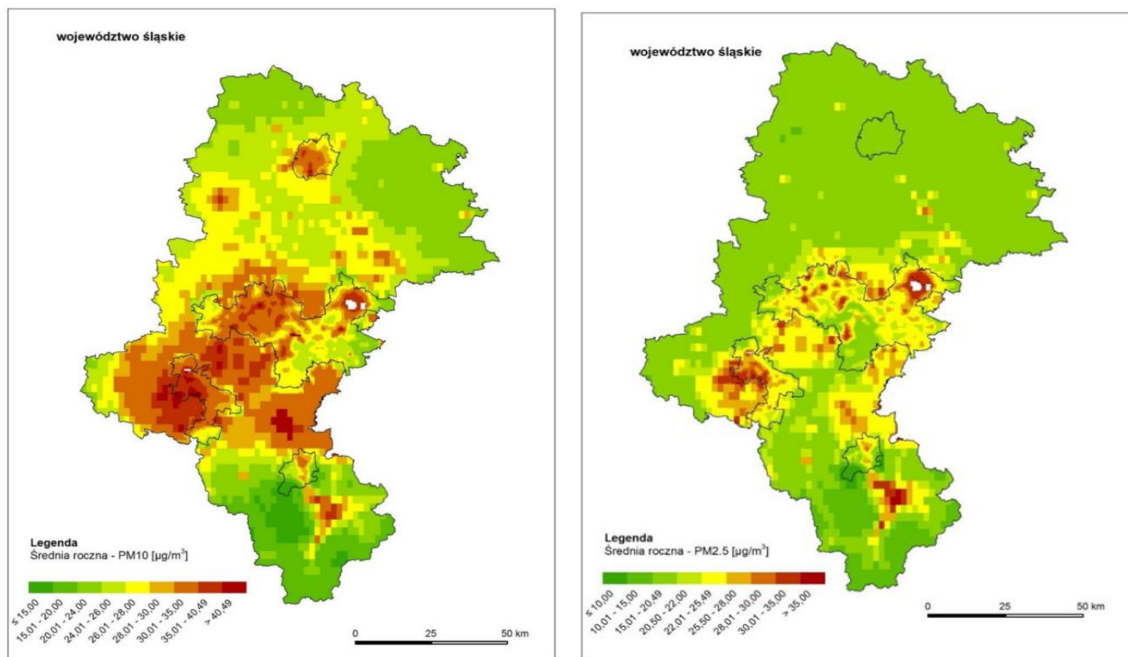 województwo śląskie
Legenda
Średnia roczna - PM10 [µg/m³]
≤ 15,00
15,01 - 20,00
20,01 - 24,00
24,01 - 26,00
26,01 - 28,00
28,01 - 30,00
30,01 - 35,00
35,01 - 40,49
> 40,49
0 25 50 km
województwo śląskie
Legenda
Średnia roczna - PM2.5 [µg/m³]
≤ 10,00
10,01 - 15,00
15,01 - 20,49
20,50 - 22,00
22,01 - 25,49
25,50 - 28,00
28,01 - 30,00
30,01 - 35,00
> 35,00
0 25 50 km